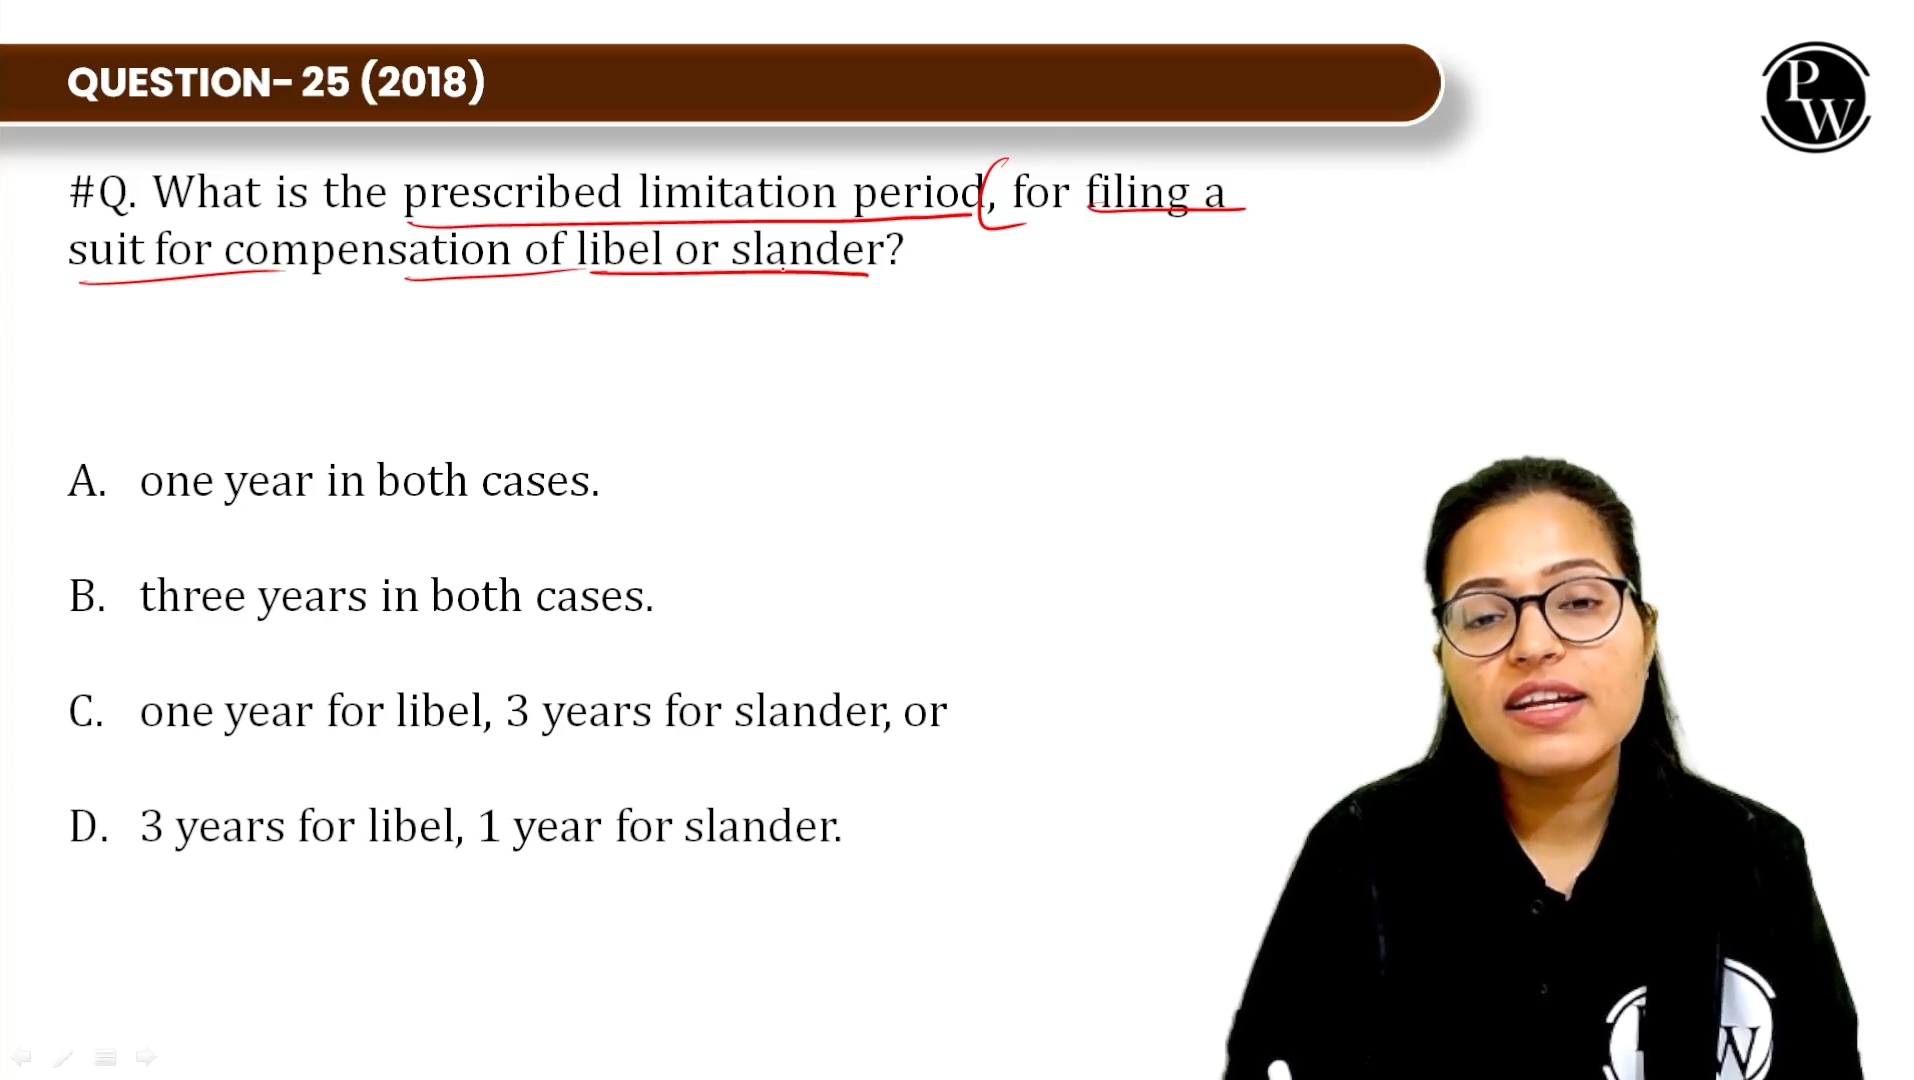 QUESTION- 25 (2018)
PW
#Q. What is the prescribed limitation period, for filing a
suit for compensation of libel or slander?
A. one year in both cases.
B. three years in both cases.
C. one year for libel, 3 years for slander, or
D. 3 years for libel, 1 year for slander.
W